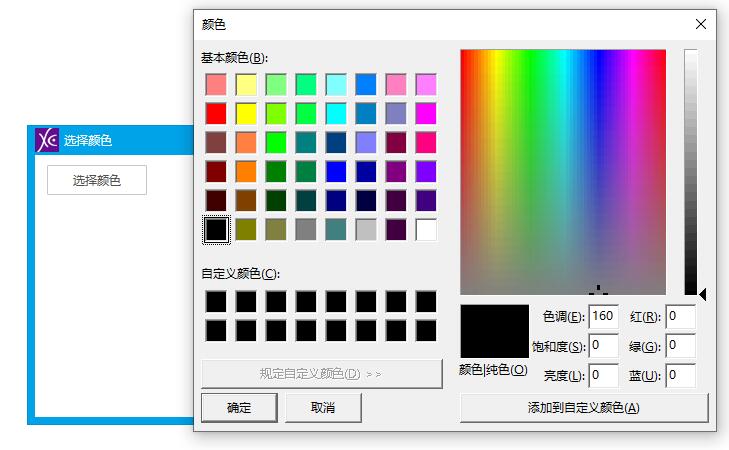 颜色
基本颜色(B):
选择颜色
选择颜色
自定义颜色(C):
规定自定义颜色(D) >>
确定
取消
颜色|纯色(O)
色调(E): 160
饱和度(S): 0
亮度(L): 0
红(R): 0
绿(G): 0
蓝(U): 0
添加到自定义颜色(A)